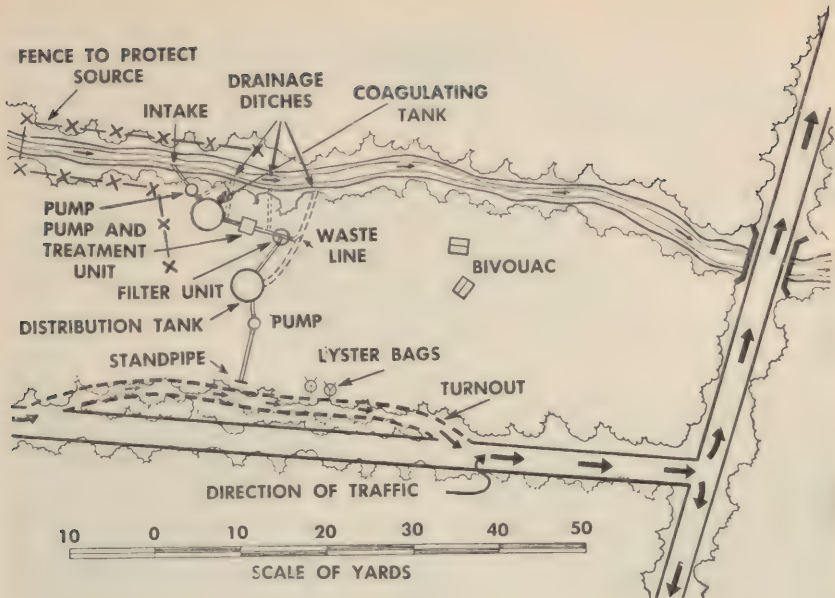 FENCE TO PROTECT
SOURCE
INTAKE
DRAINAGE
DITCHES
COAGULATING
TANK
PUMP
PUMP AND
TREATMENT
UNIT
WASTE
LINE
FILTER UNIT
BIVOUAC
DISTRIBUTION TANK
PUMP
STANDPIPE
LYSTER BAGS
TURNOUT
DIRECTION OF TRAFFIC
10 0 10 20 30 40 50
SCALE OF YARDS